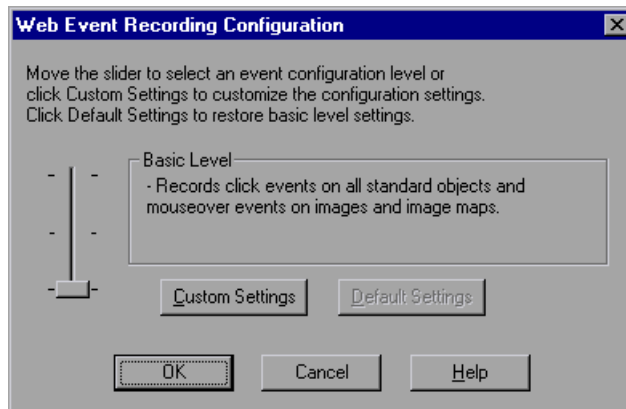 Web Event Recording Configuration
Move the slider to select an event configuration level or
click Custom Settings to customize the configuration settings.
Click Default Settings to restore basic level settings.
Basic Level
- Records click events on all standard objects and
mouseover events on images and image maps.
Custom Settings
Default Settings
OK
Cancel
Help